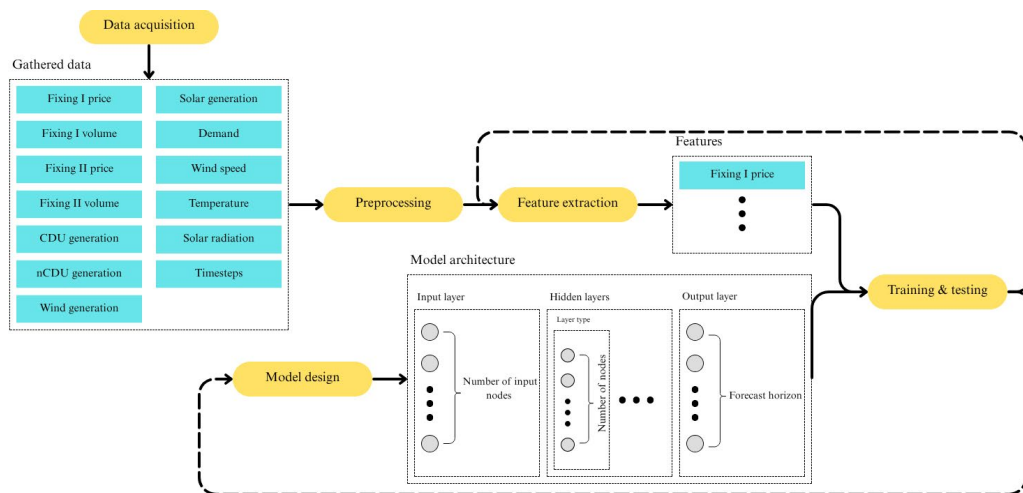 Data acquisition
Gathered data
Fixing I price
Fixing I volume
Fixing II price
Fixing II volume
CDU generation
nCDU generation
Wind generation
Solar generation
Demand
Wind speed
Temperature
Solar radiation
Timesteps
Preprocessing
Feature extraction
Features
Fixing I price
Model design
Model architecture
Input layer
Number of input
nodes
Hidden layers
Layer type
Number of nodes
Output layer
Forecast horizon
Training & testing